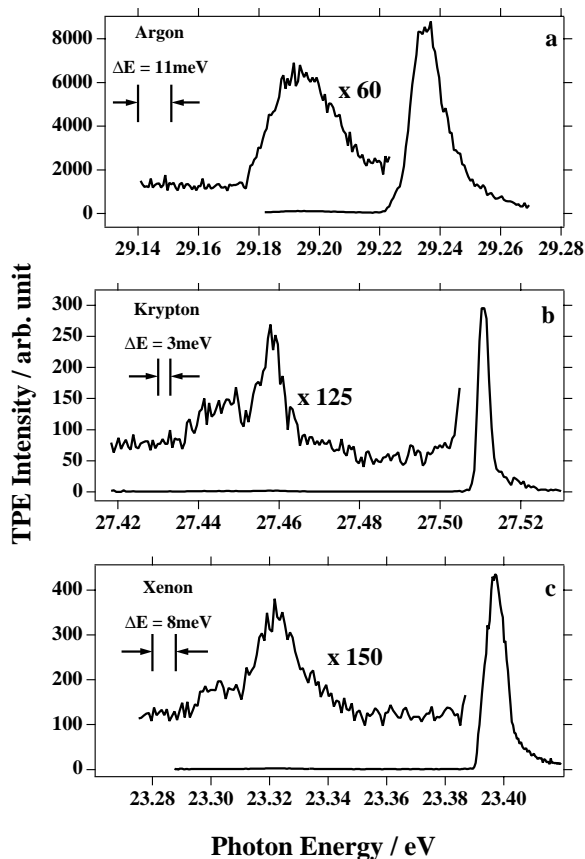 TPE Intensity / arb. unit
Argon
a
ΔE = 11meV
x 60
8000
6000
4000
2000
0
29.14 29.16 29.18 29.20 29.22 29.24 29.26 29.28
Krypton
b
ΔE = 3meV
x 125
300
250
200
150
100
50
0
27.42 27.44 27.46 27.48 27.50 27.52
Xenon
c
ΔE = 8meV
x 150
400
300
200
100
0
23.28 23.30 23.32 23.34 23.36 23.38 23.40
Photon Energy / eV